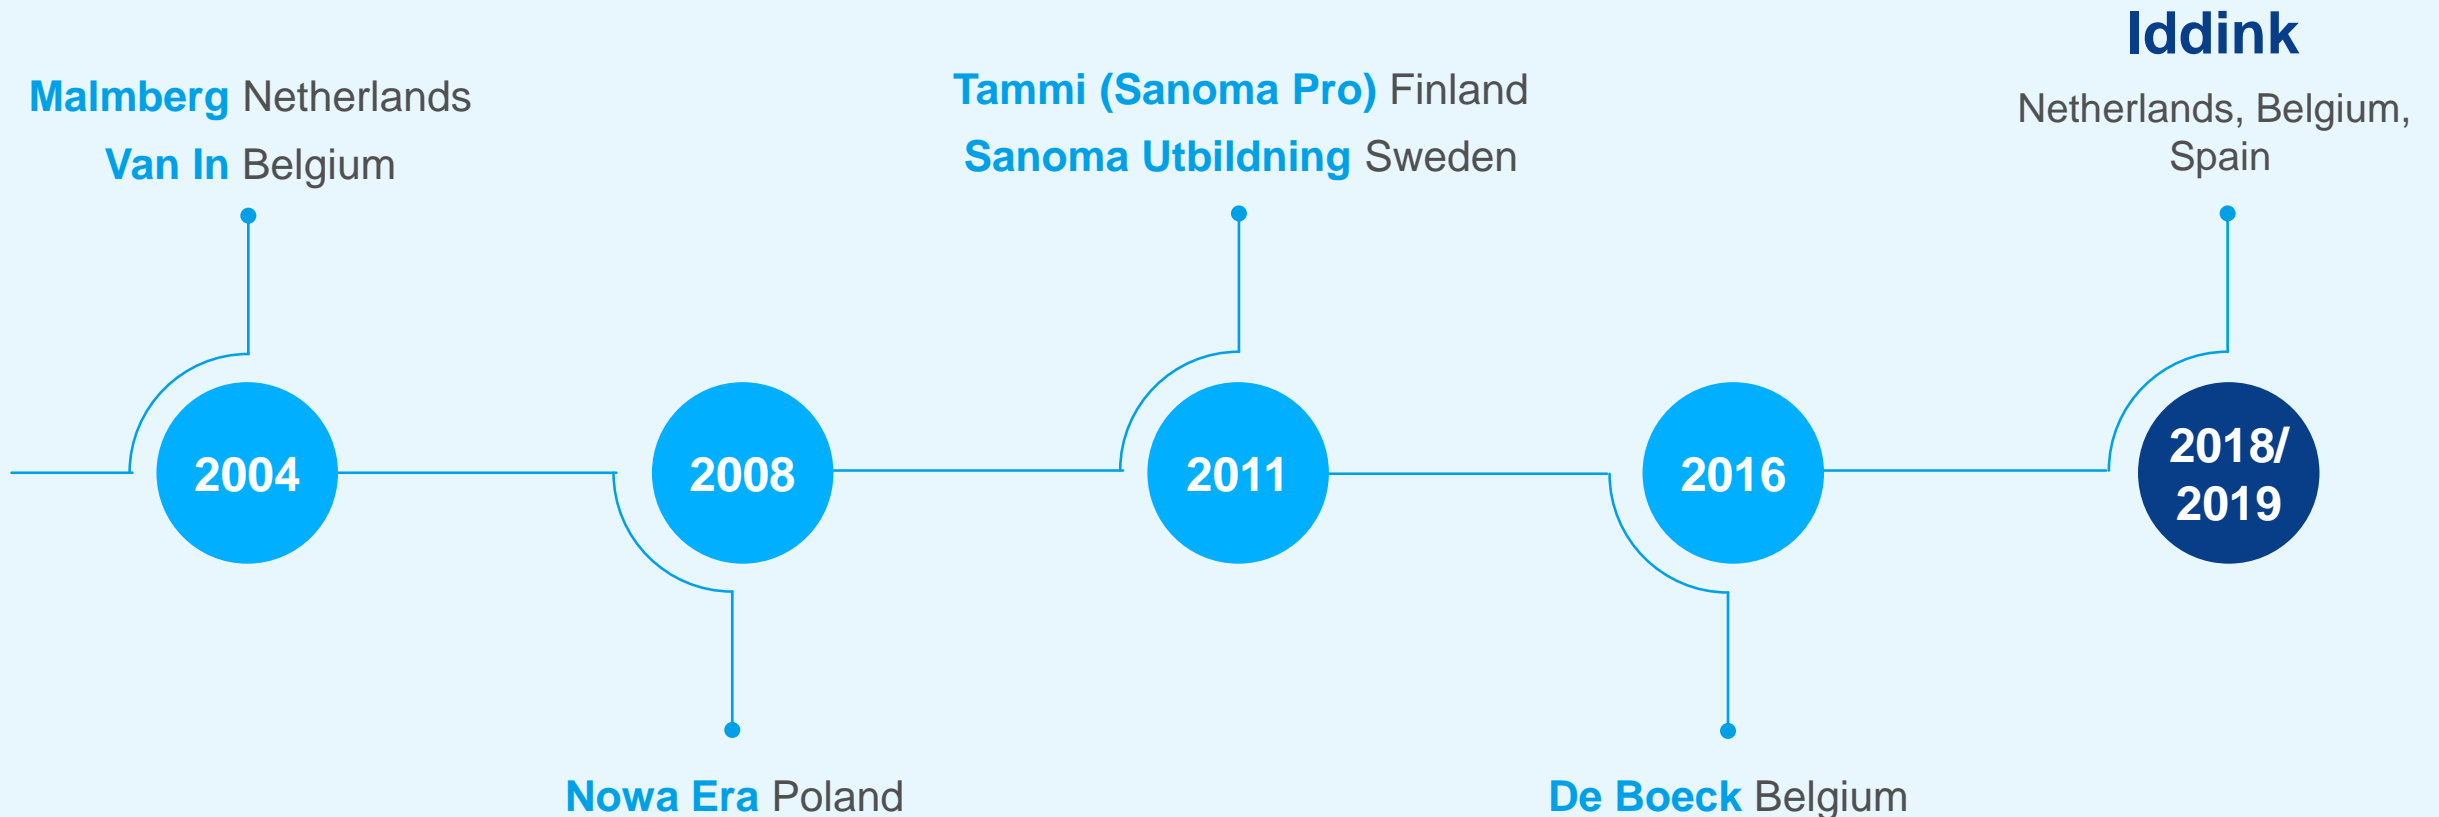 Malmberg Netherlands
Van In Belgium
2004
2008
Nowa Era Poland
Tammi (Sanoma Pro) Finland
Sanoma Utbildning Sweden
2011
2016
De Boeck Belgium
Iddink
Netherlands, Belgium,
Spain
2018/
2019